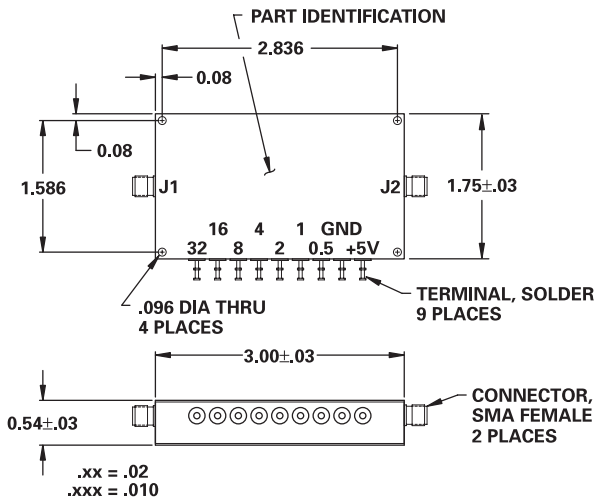 PART IDENTIFICATION
2.836
0.08
0.08
1.586
J1
J2
1.75±.03
16 4 1 GND
32 8 2 0.5 +5V
.096 DIA THRU
4 PLACES
TERMINAL, SOLDER
9 PLACES
3.00±.03
0.54±.03
CONNECTOR,
SMA FEMALE
2 PLACES
.xx = .02
.xxx = .010